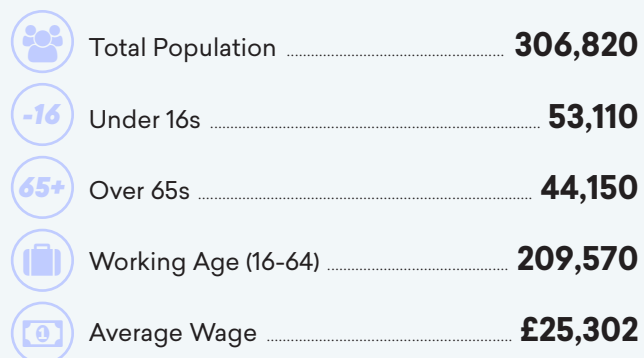 Total Population 306,820
-16 Under 16s 53,110
65+ Over 65s 44,150
Working Age (16-64) 209,570
1 Average Wage £25,302